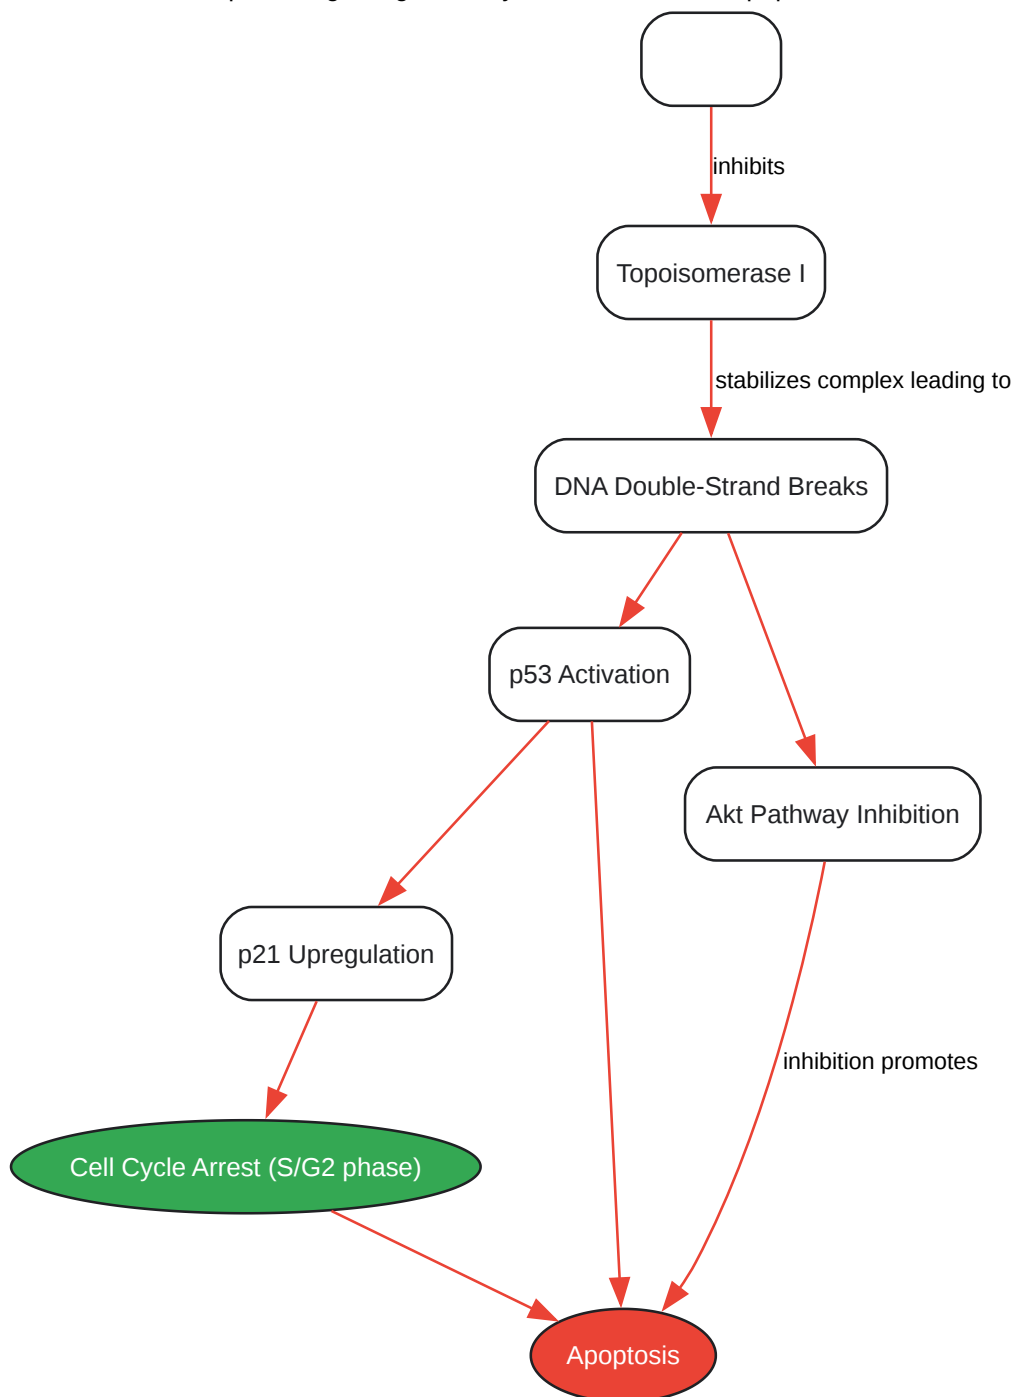 inhibits
Topoisomerase I
stabilizes complex leading to
DNA Double-Strand Breaks
p53 Activation
Akt Pathway Inhibition
p21 Upregulation
inhibition promotes
Cell Cycle Arrest (S/G2 phase)
Apoptosis